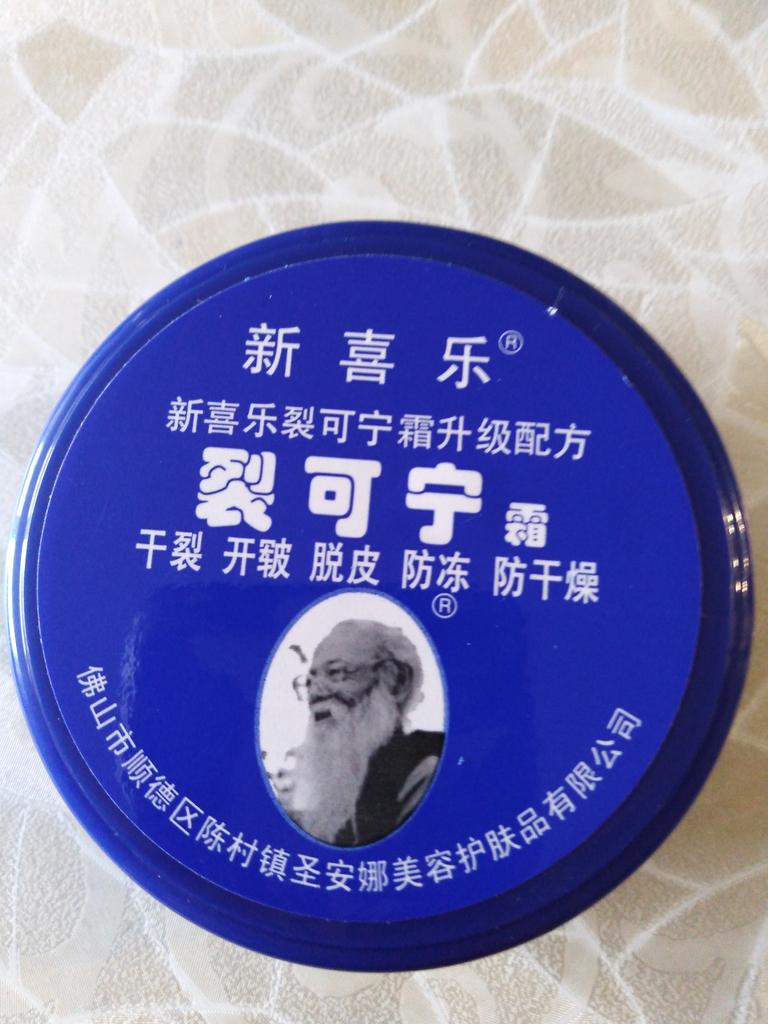 新喜乐®
新喜乐裂可宁霜升级配方
裂可宁霜
干裂 开皲 脱皮 防冻 防干燥
®
佛山市顺德区陈村镇圣安娜美容护肤品有限公司